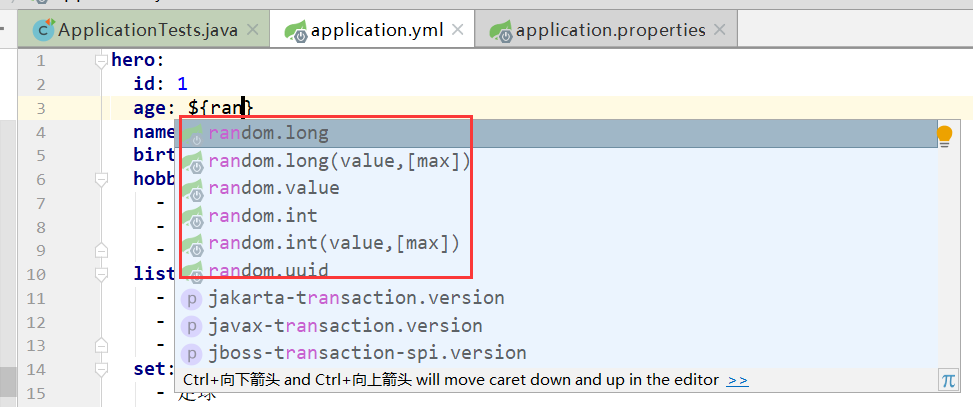 ApplicationTests.java application.yml application.properties
1 hero:
2 id: 1
3 age: ${ran}
4 name
5 birt
6 hobb
7 -
8 -
9 -
10 list
11 -
12 -
13 -
14 set:
15 - 足球
random.long
random.long(value,[max])
random.value
random.int
random.int(value,[max])
random.uuid
p jakarta-transaction.version
p javax-transaction.version
p jboss-transaction-spi.version
Ctrl+向下箭头 and Ctrl+向上箭头 will move caret down and up in the editor >>
π